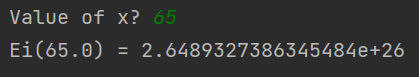 Value of x? 65
Ei(65.0) = 2.6489327386345484e+26